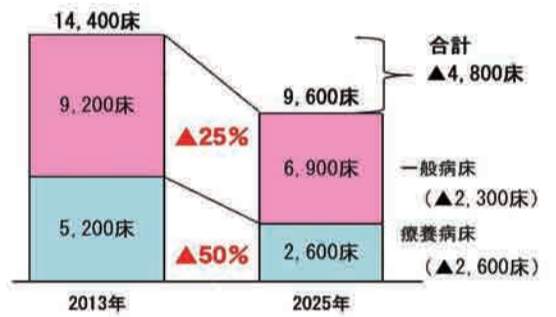 14,400床
9,200床
5,200床
▲25%
▲50%
9,600床
6,900床
2,600床
合計
▲4,800床
一般病床
(▲2,300床)
療養病床
(▲2,600床)
2013年
2025年